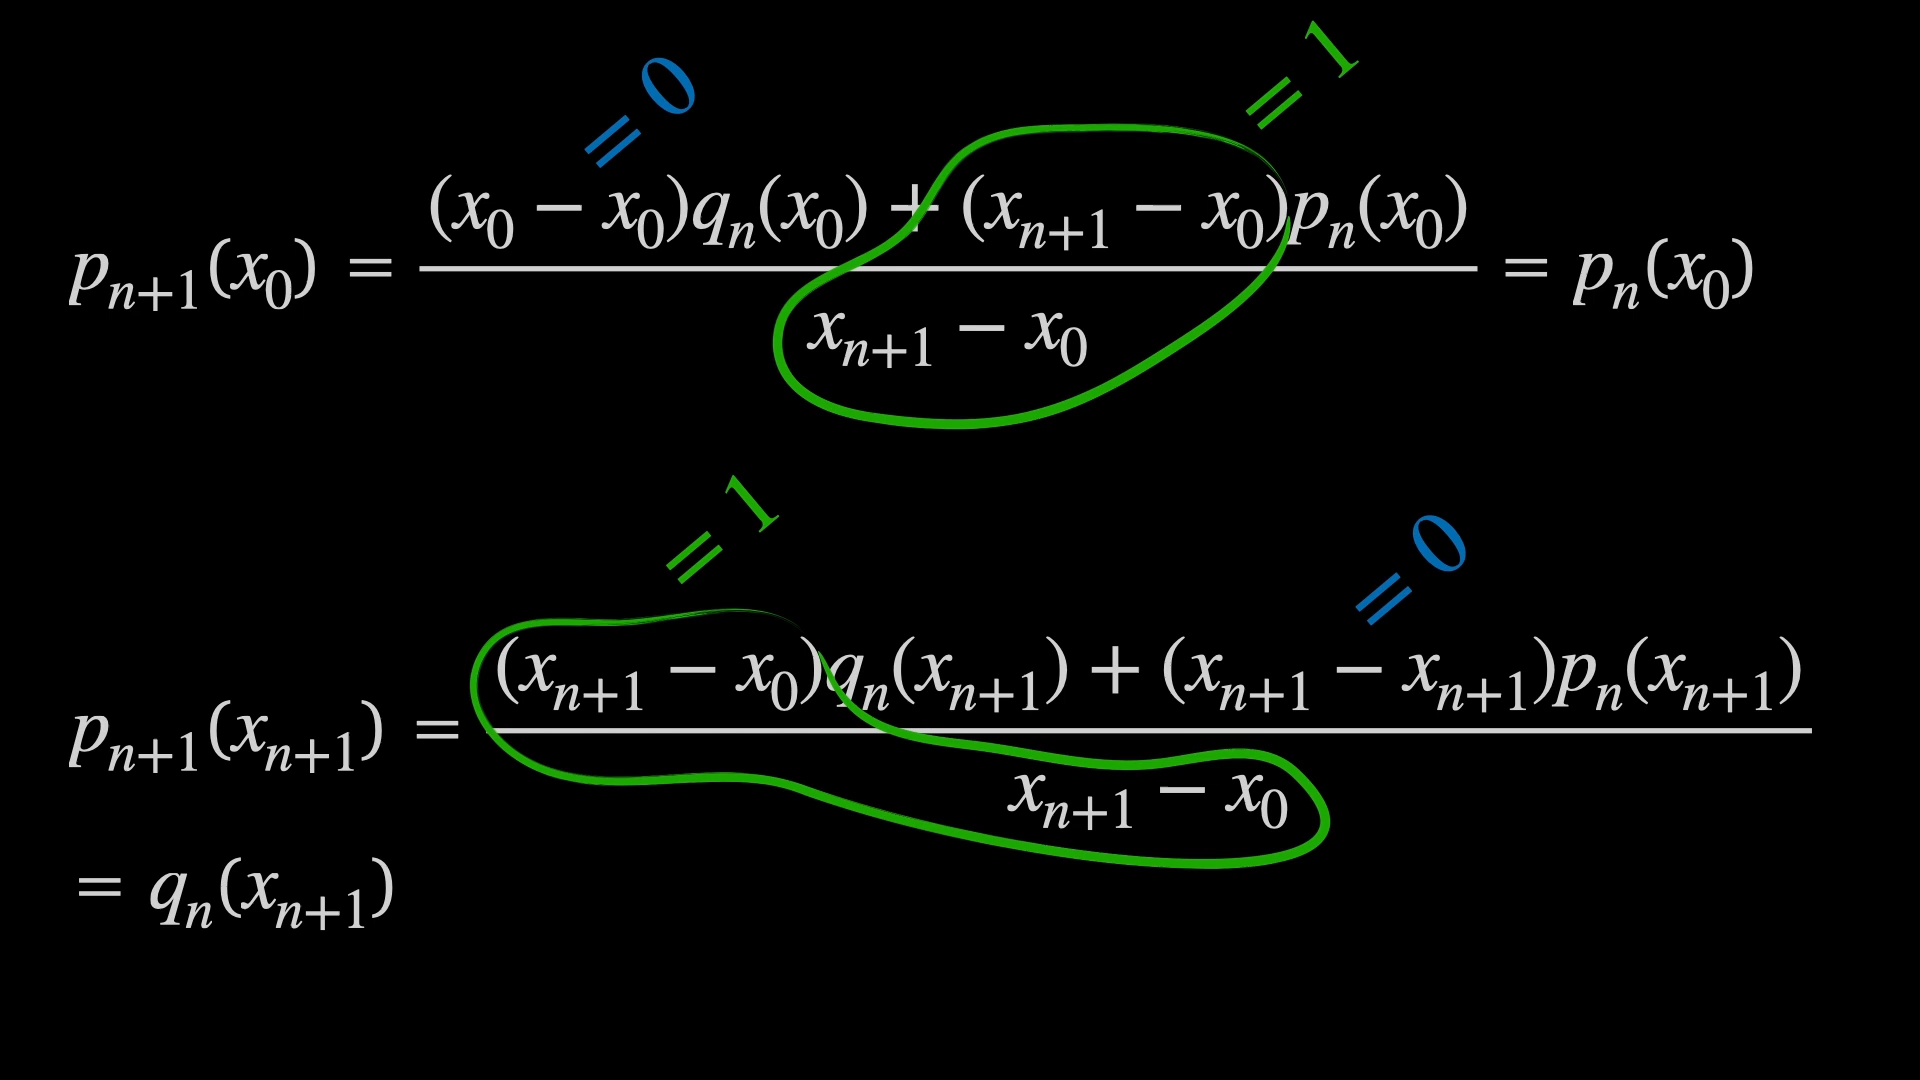 = 0
= 1
p_{n+1}(x_0) = \frac{(x_0 − x_0)q_n(x_0) + (x_{n+1} − x_0)p_n(x_0)}{x_{n+1} − x_0} = p_n(x_0)
= 1
= 0
p_{n+1}(x_{n+1}) = \frac{(x_{n+1} − x_0)q_n(x_{n+1}) + (x_{n+1} − x_{n+1})p_n(x_{n+1})}{x_{n+1} − x_0}
= q_n(x_{n+1})